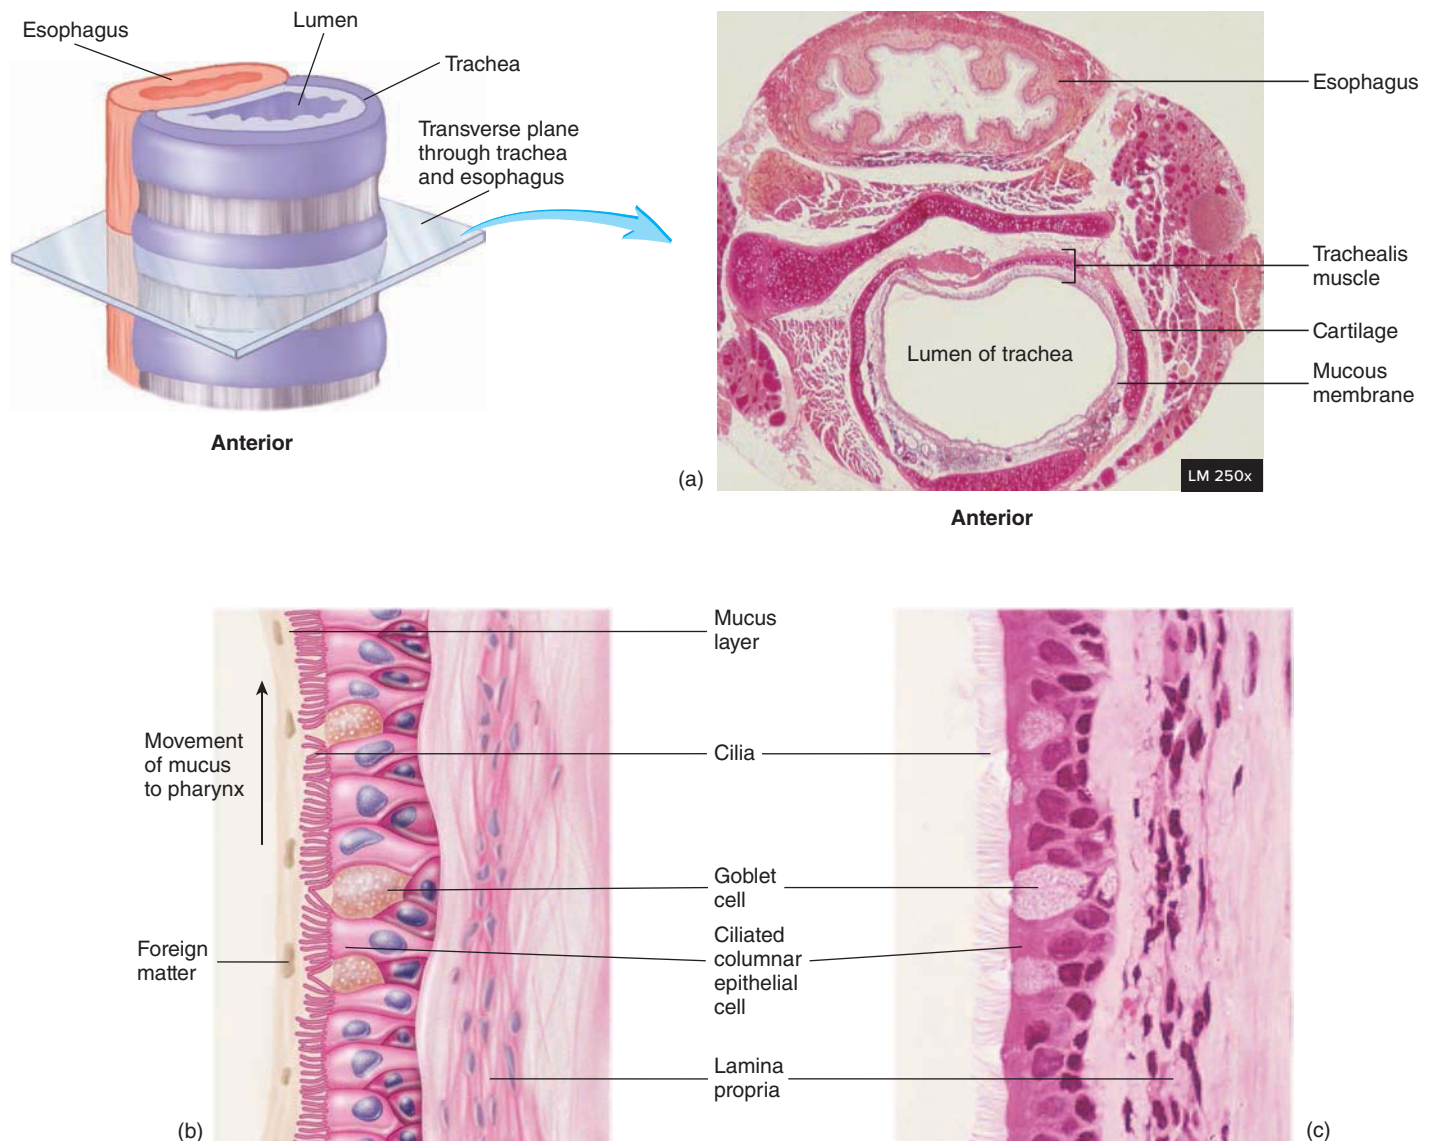 Esophagus
Lumen
Trachea
Transverse plane
through trachea
and esophagus
Anterior
Esophagus
Trachealis
muscle
Cartilage
Mucous
membrane
Lumen of trachea
LM 250x
(a)
Anterior
Mucus
layer
Movement
of mucus
to pharynx
Cilia
Goblet
cell
Foreign
matter
Ciliated
columnar
epithelial
cell
Lamina
propria
(b)
(c)